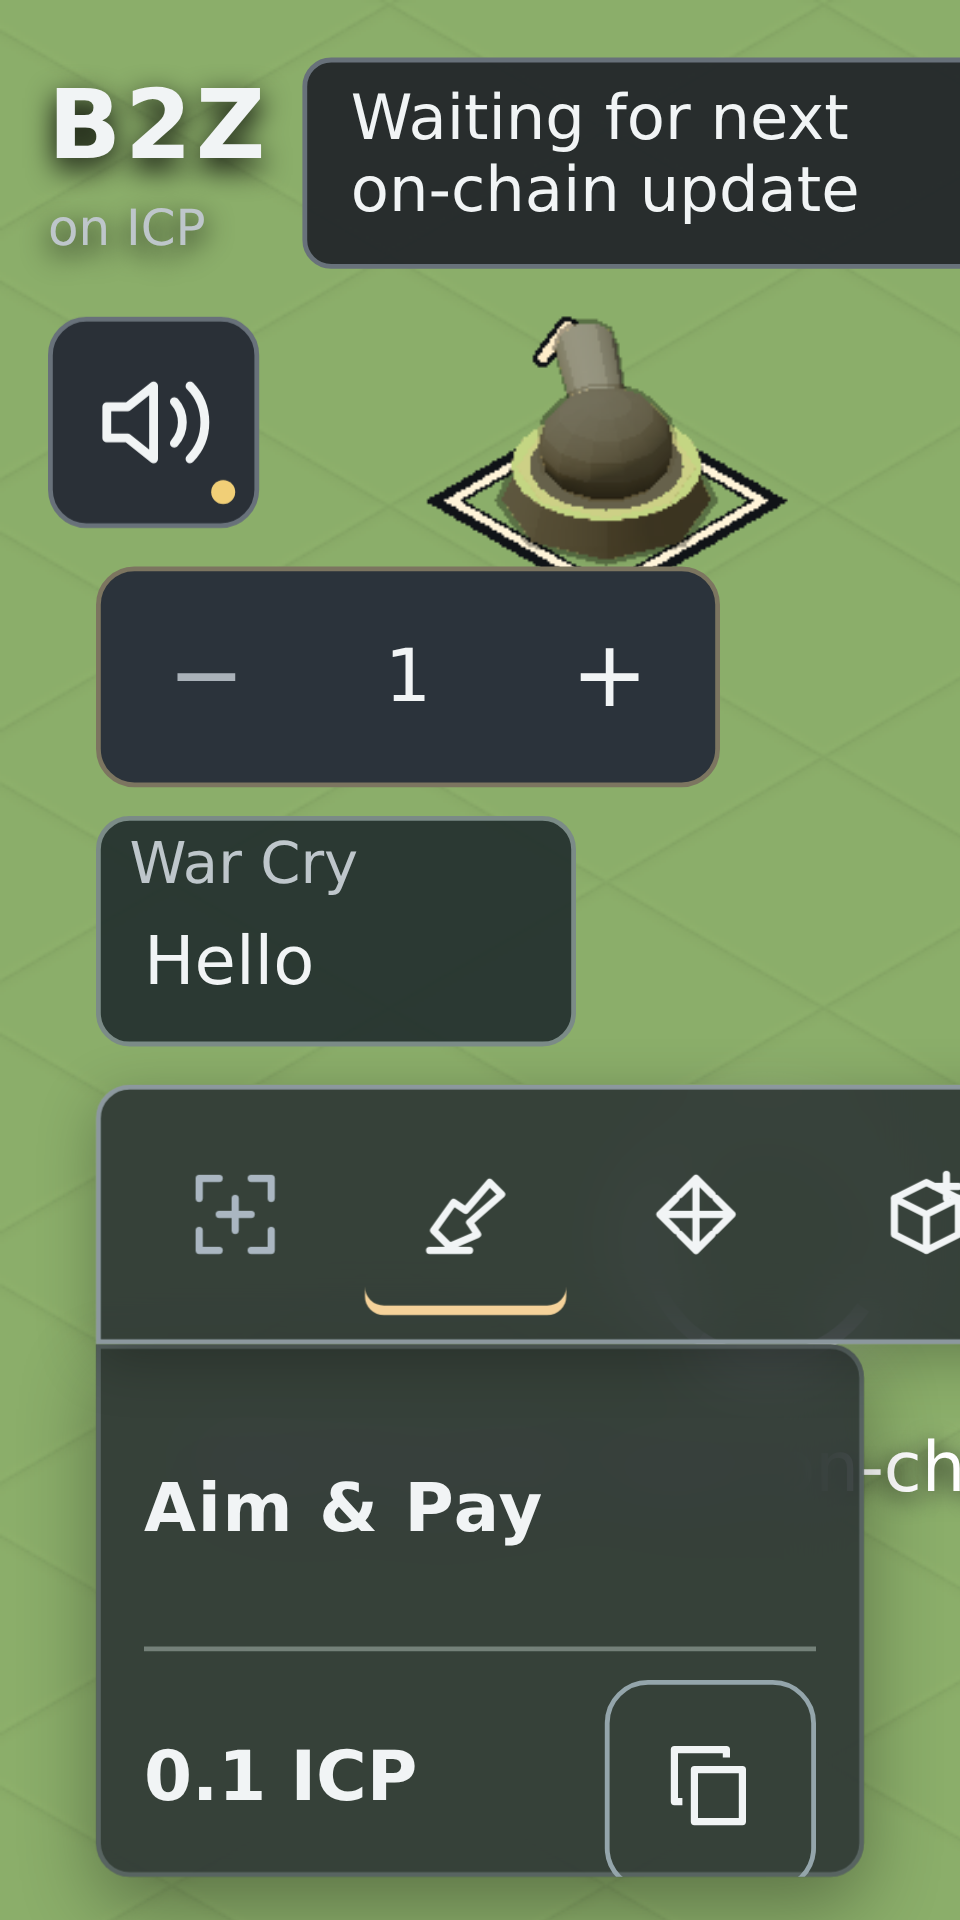 B2Z
on ICP
Waiting for next
on-chain update
1
War Cry
Hello
Aim & Pay
0.1 ICP